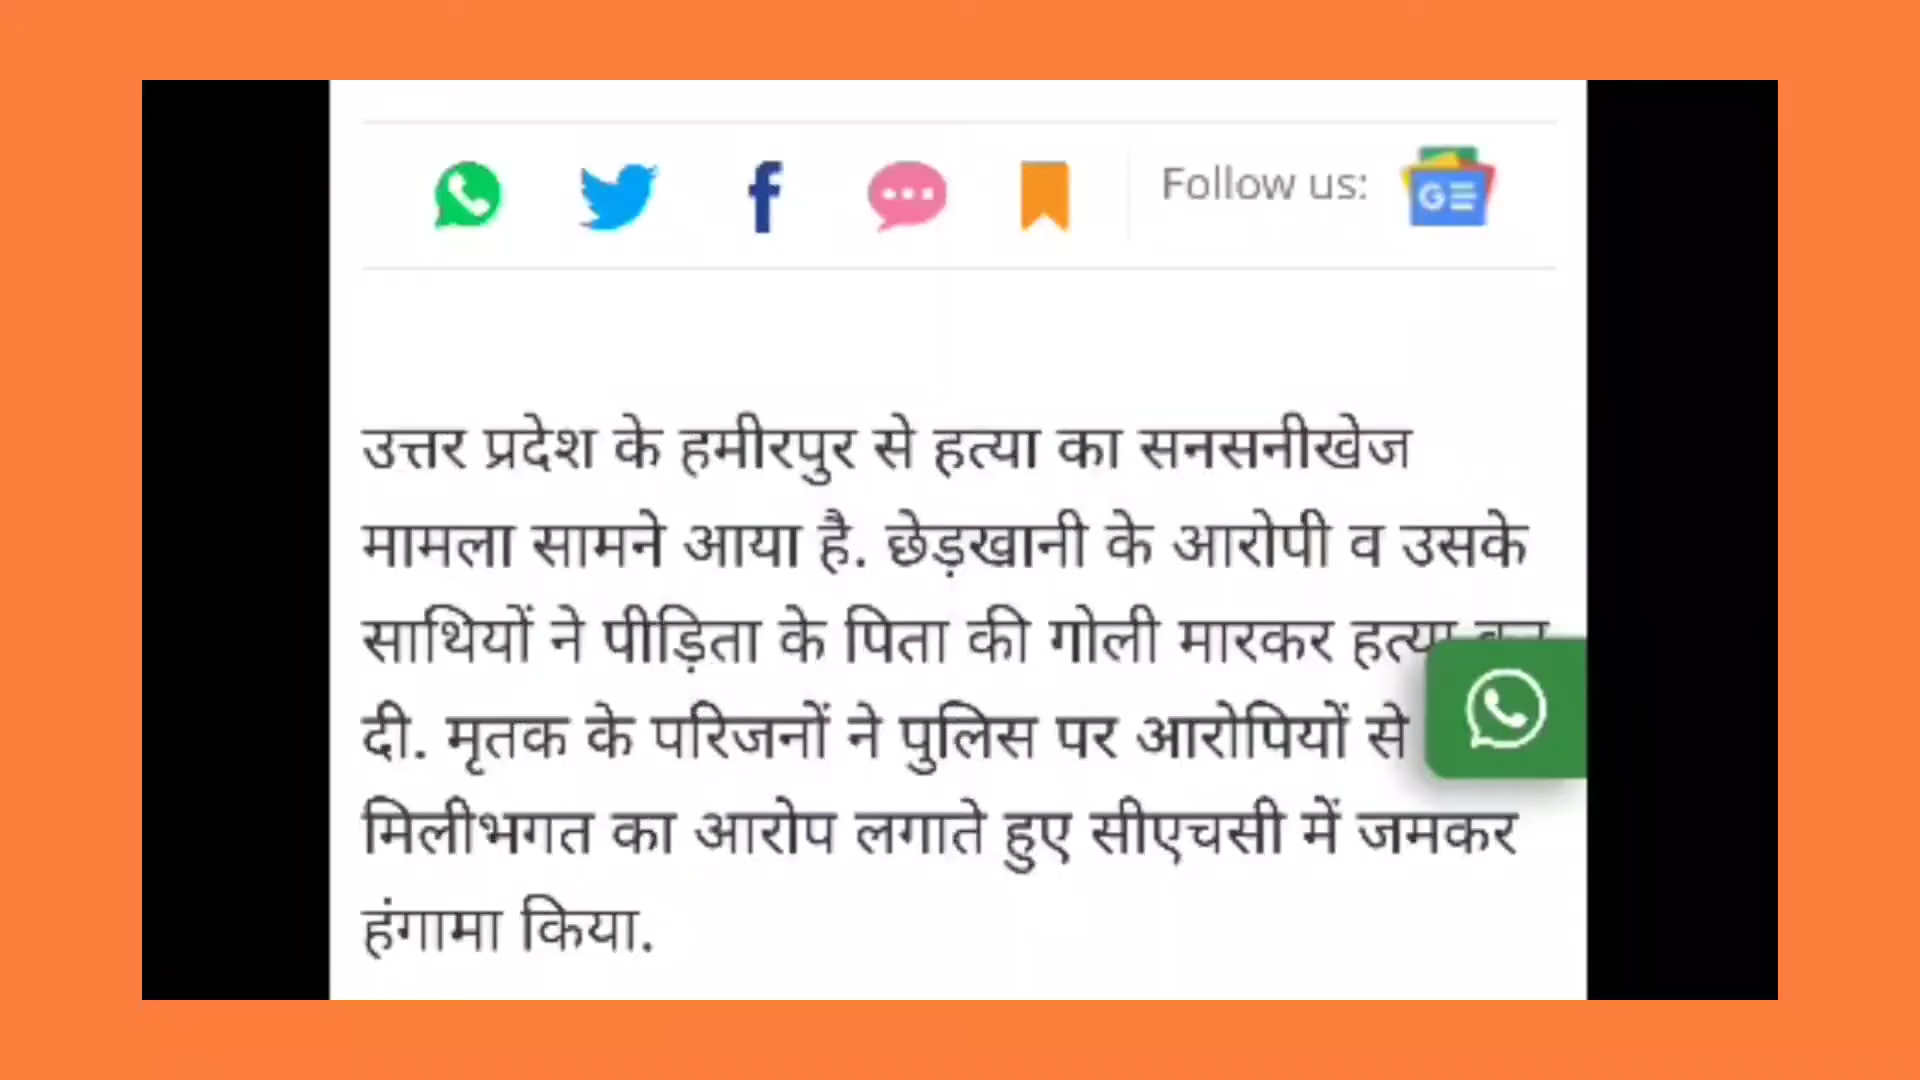 Follow us:
G
उत्तर प्रदेश के हमीरपुर से हत्या का सनसनीखेज
मामला सामने आया है. छेड़खानी के आरोपी व उसके
साथियों ने पीड़िता के पिता की गोली मारकर हत्या
दी. मृतक के परिजनों ने पुलिस पर आरोपियों से
मिलीभगत का आरोप लगाते हुए सीएचसी में जमकर
हंगामा किया.